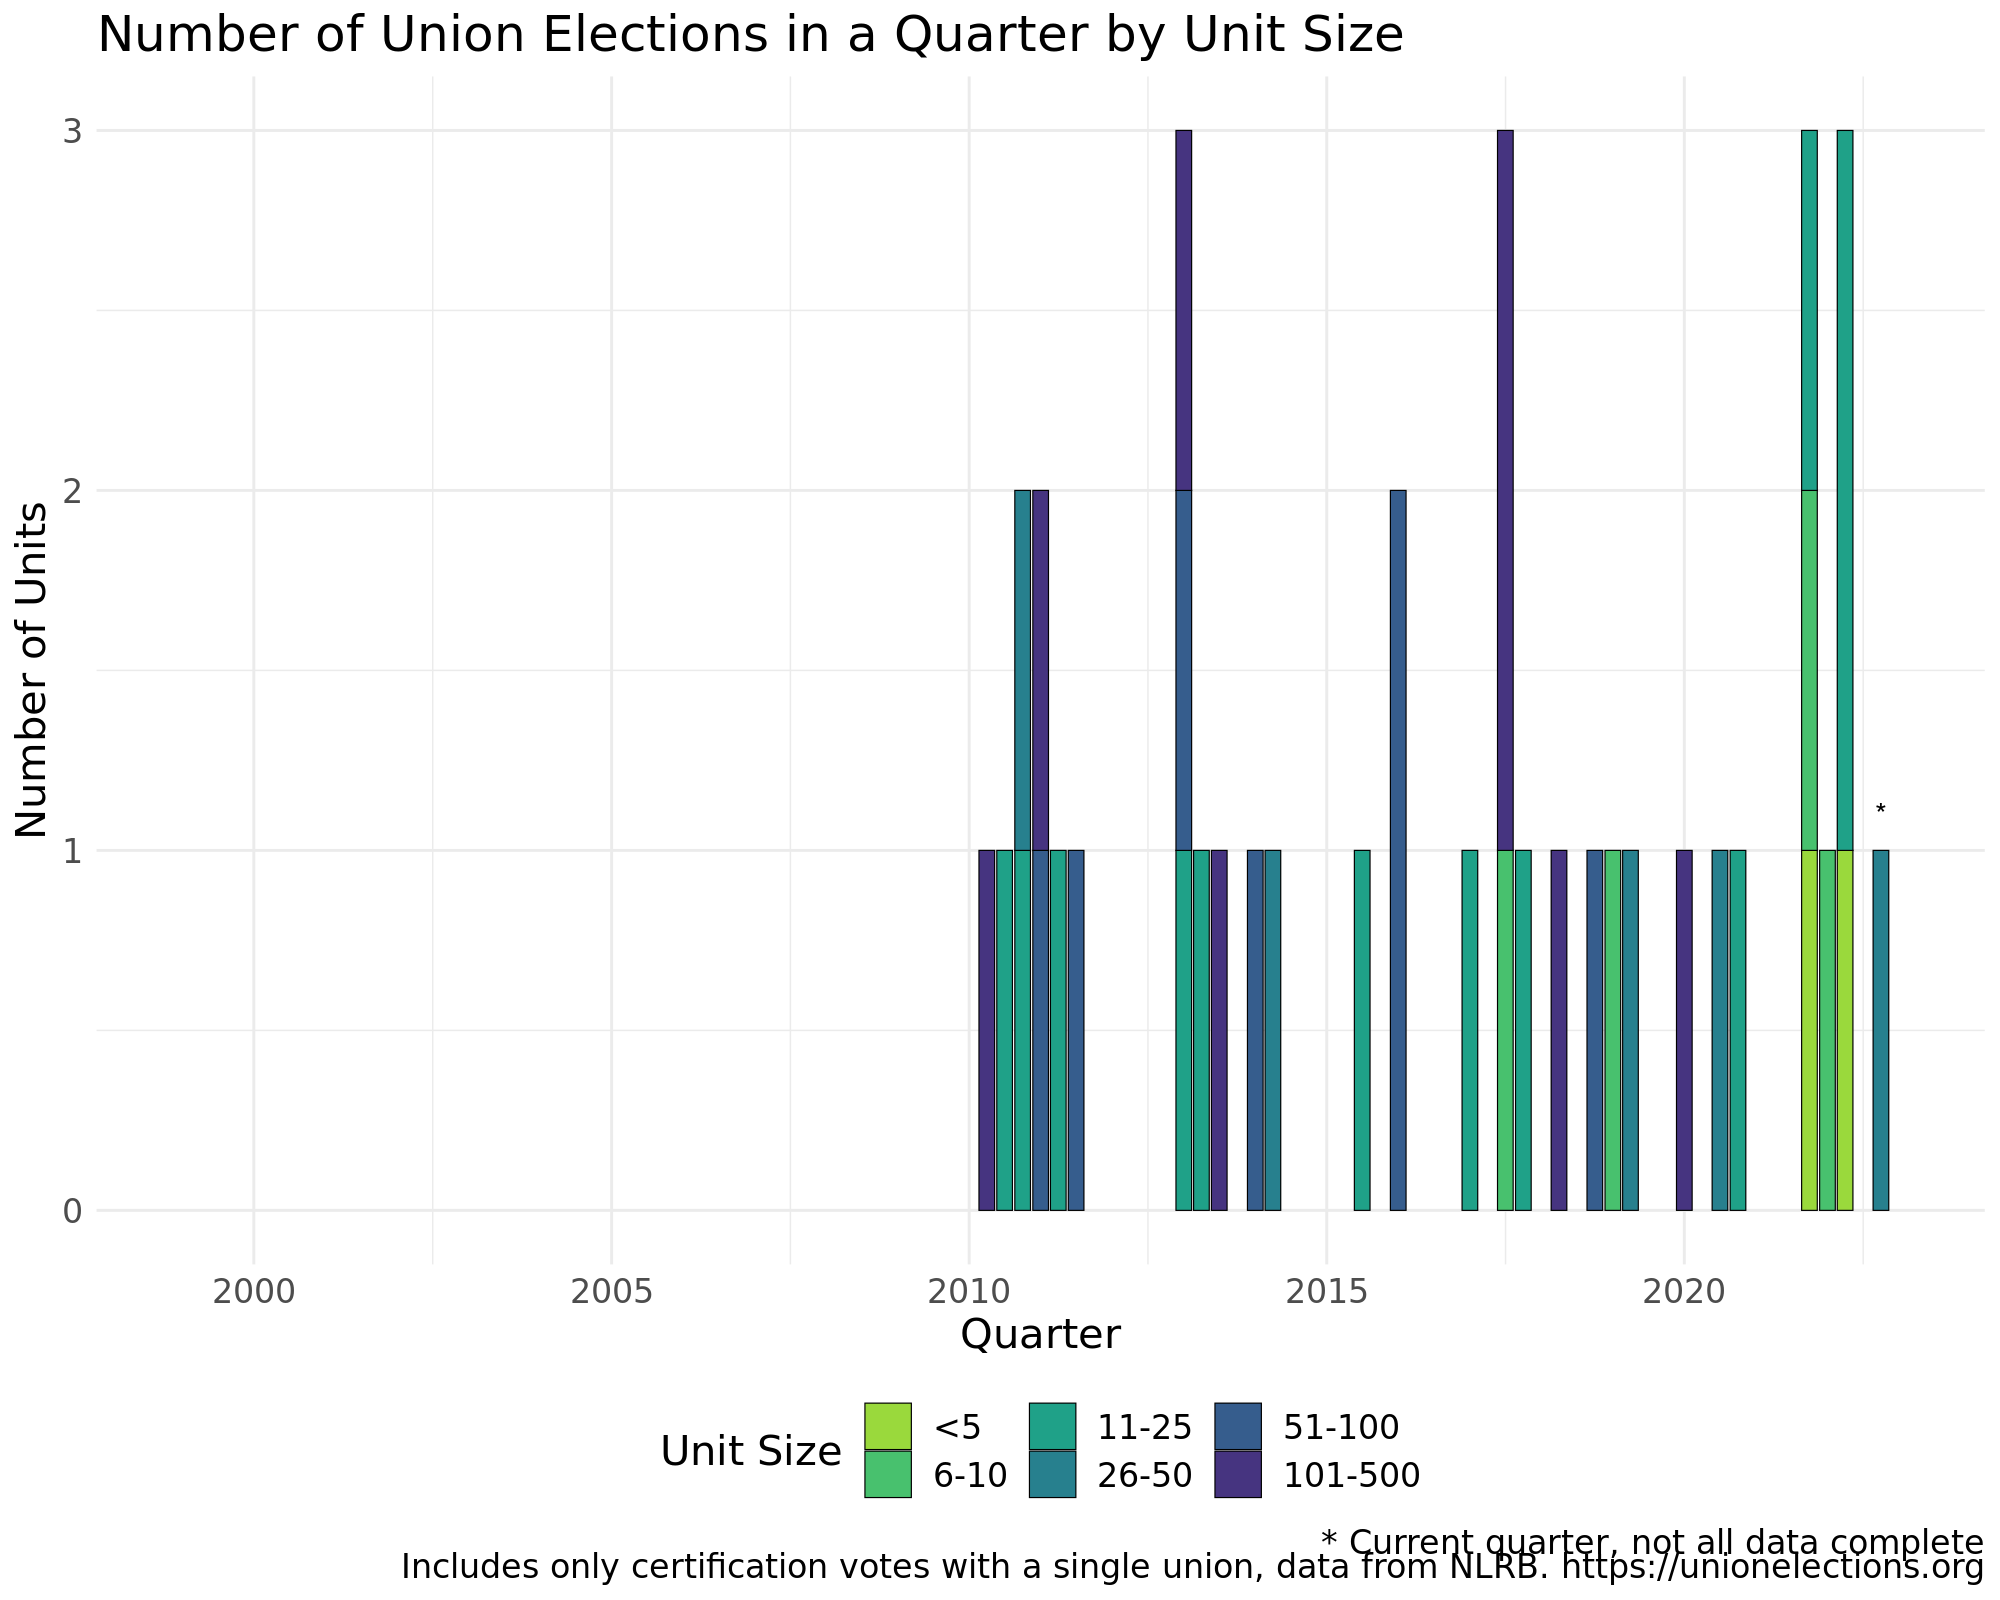 Number of Union Elections in a Quarter by Unit Size
3
2
1
0
Number of Units
*
2000 2005 2010 2015 2020
Quarter
Unit Size
<5 11-25 51-100
6-10 26-50 101-500
* Current quarter, not all data complete
Includes only certification votes with a single union, data from NLRB. https://unionelections.org